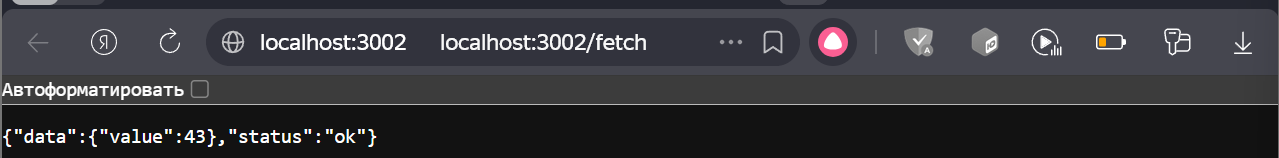 localhost:3002 localhost:3002/fetch
Автоформатировать
{"data":{"value":43},"status":"ok"}